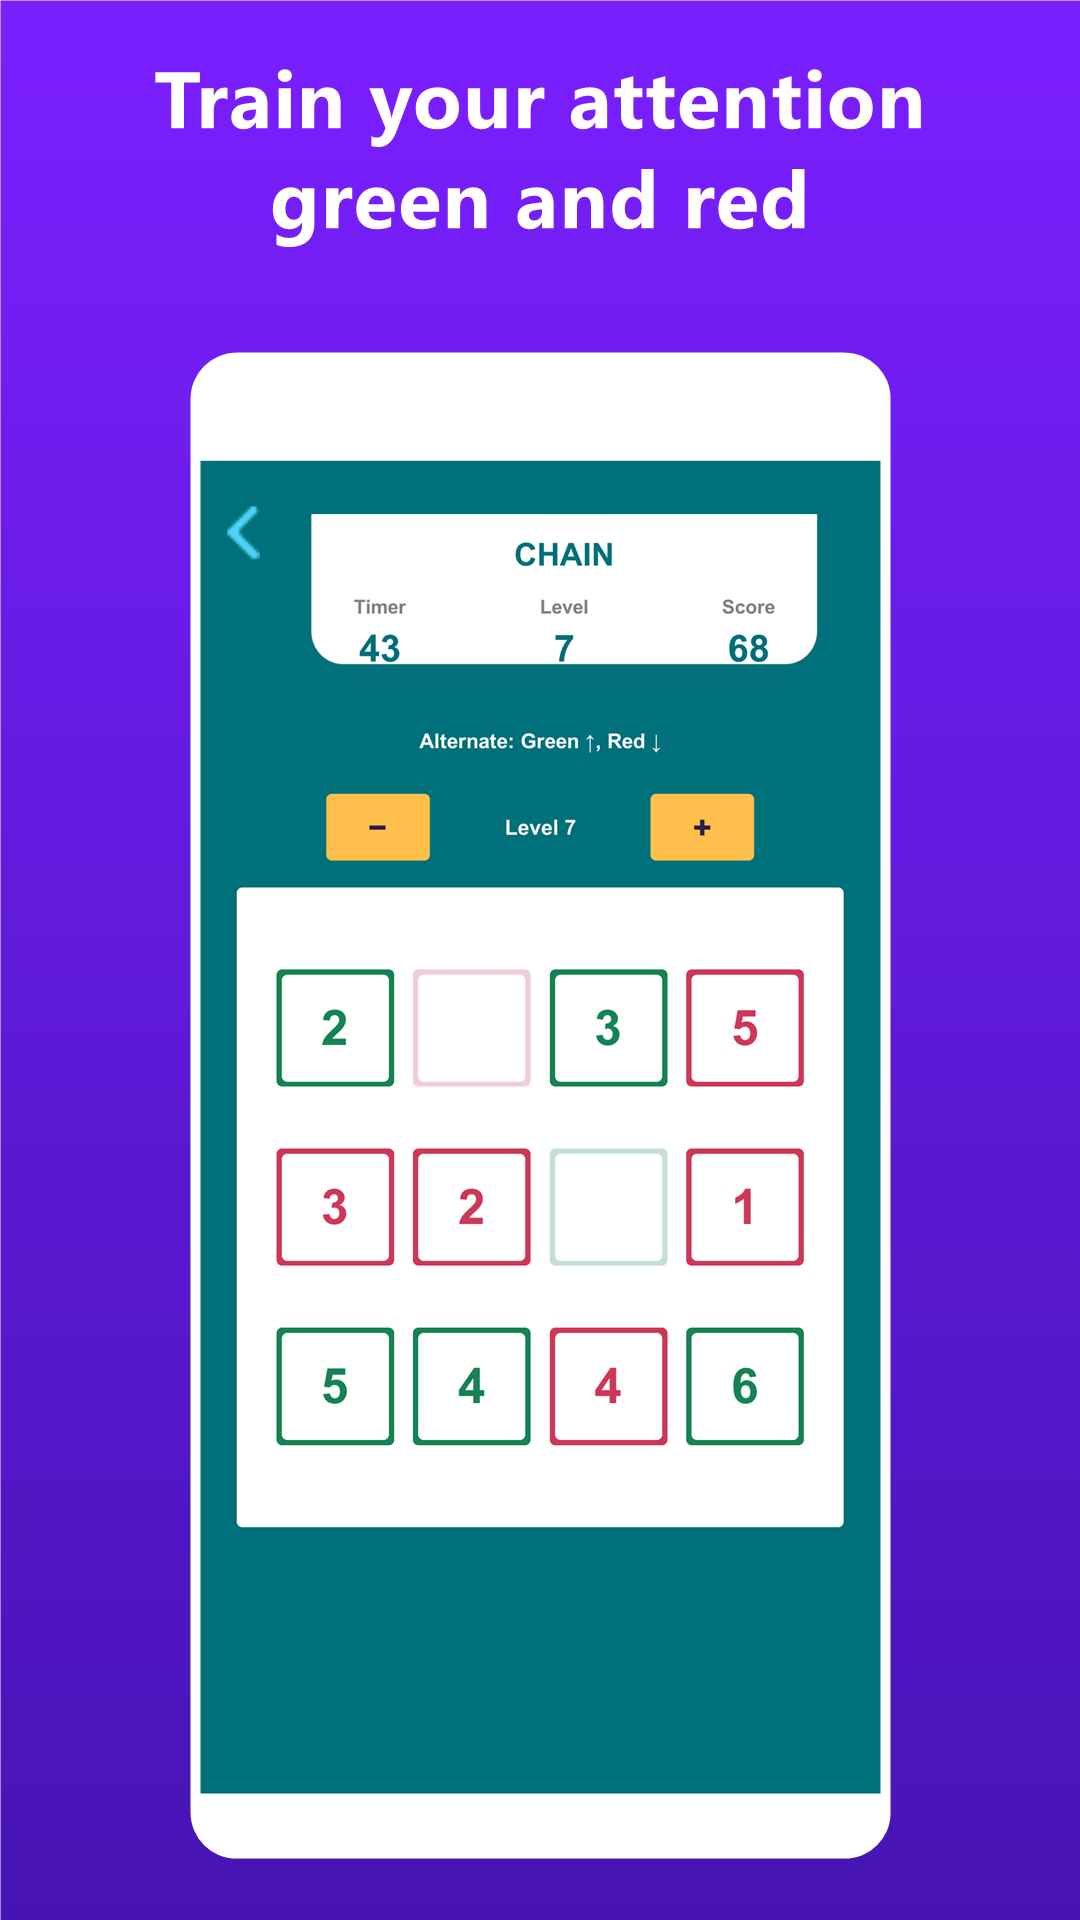 Train your attention
green and red
CHAIN
Timer Level Score
43 7 68
Alternate: Green ↑, Red ↓
− Level 7 +
2 3 5
3 2 1
5 4 4 6